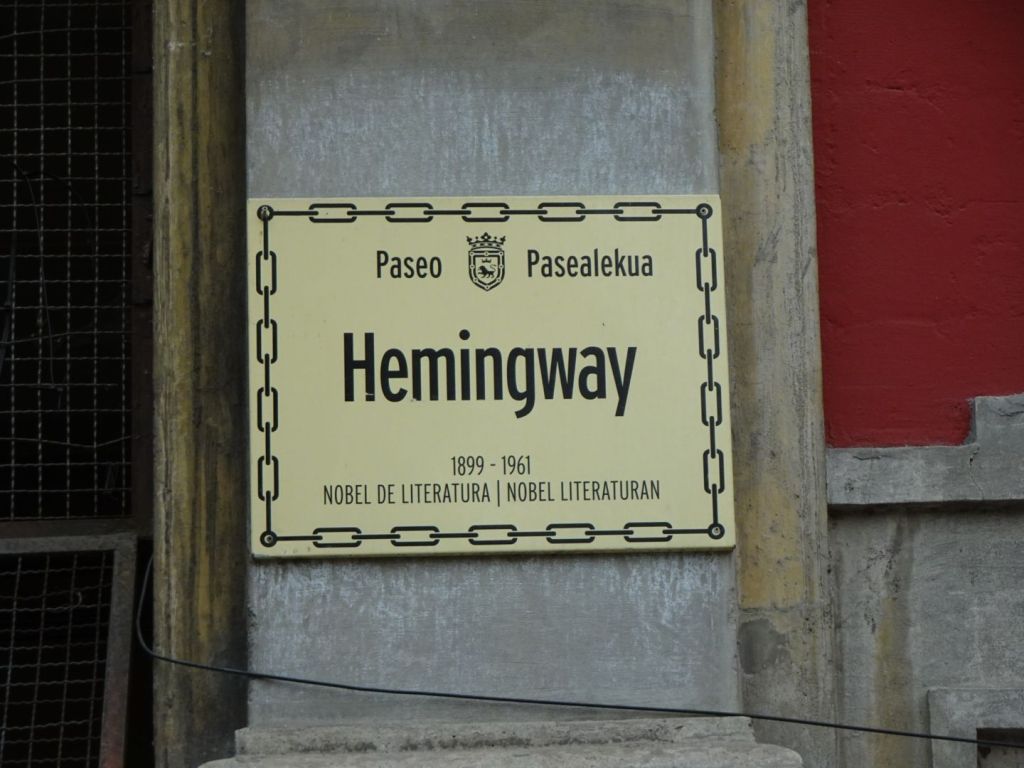 Paseo Pasealekua
Hemingway
1899 - 1961
NOBEL DE LITERATURA | NOBEL LITERATURAN